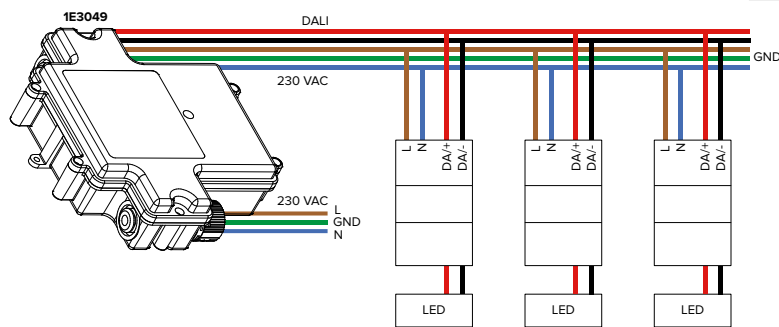 1E3049
DALI
GND
230 VAC
L
N
DA/+
DA/-
L
N
DA/+
DA/-
L
N
DA/+
DA/-
230 VAC
L
GND
N
LED
LED
LED